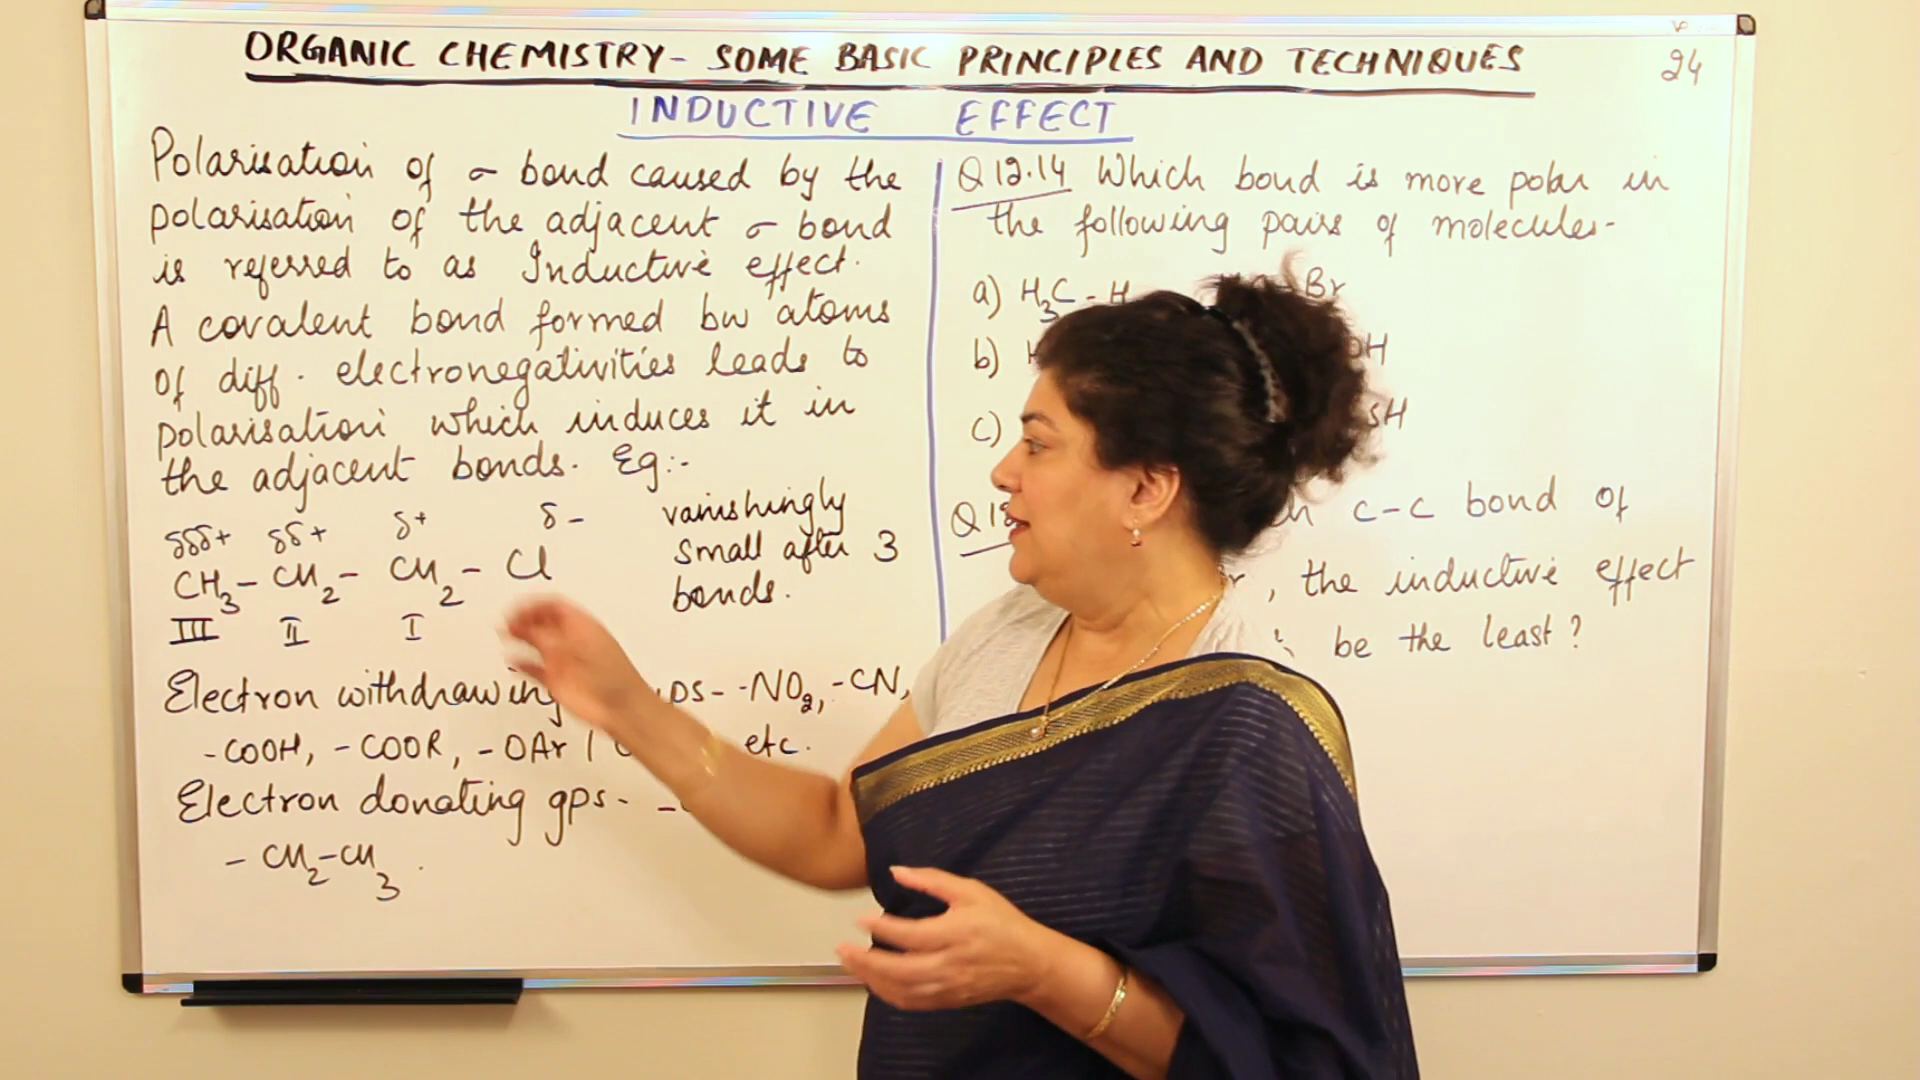 ORGANIC CHEMISTRY- SOME BASIC PRINCIPLES AND TECHNIQUES
24
INDUCTIVE EFFECT
Polarisation of σ bond caused by the
polarisation of the adjacent σ bond
is referred to as Inductive effect.
A covalent bond formed bw atoms
of diff. electronegativities leads to
polarisation which induces it in
the adjacent bonds. Eg:-
δδδ+ δδ+ δ+ δ-
CH3-CH2-CH2-Cl
III II I
vanishingly
small after 3
bonds.
Electron withdrawing -NO2, -CN,
-COOH, -COOR, -OAr etc.
Electron donating gps-
-CH2-CH3.
Q12.14 Which bond is more polar in
the following pairs of molecules-
a) H3C-H Br
b) OH
c) SH
C-C bond of
, the inductive effect
be the least?